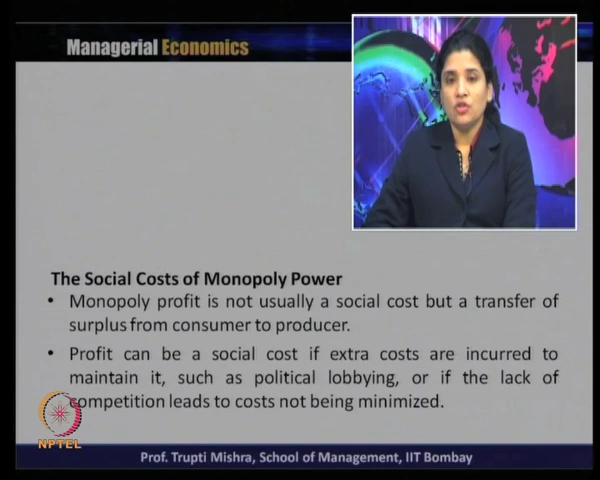 Managerial Economics
The Social Costs of Monopoly Power
• Monopoly profit is not usually a social cost but a transfer of
surplus from consumer to producer.
• Profit can be a social cost if extra costs are incurred to
maintain it, such as political lobbying, or if the lack of
competition leads to costs not being minimized.
NPTEL
Prof. Trupti Mishra, School of Management, IIT Bombay